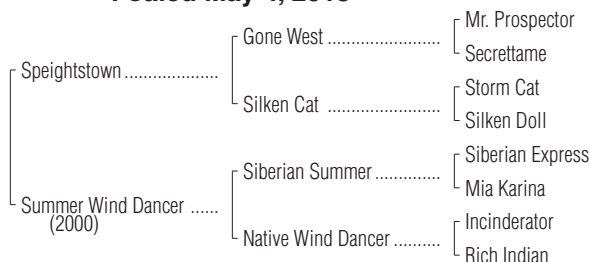 Foaled May 4,
Mr. Prospector
Gone West ........................
Secrettame
Speightstown ....................
Storm Cat
Silken Cat ........................
Silken Doll
Siberian Express
Siberian Summer ..............
Mia Karina
Summer Wind Dancer ......
(2000)
Incinderator
Native Wind Dancer ..........
Rich Indian